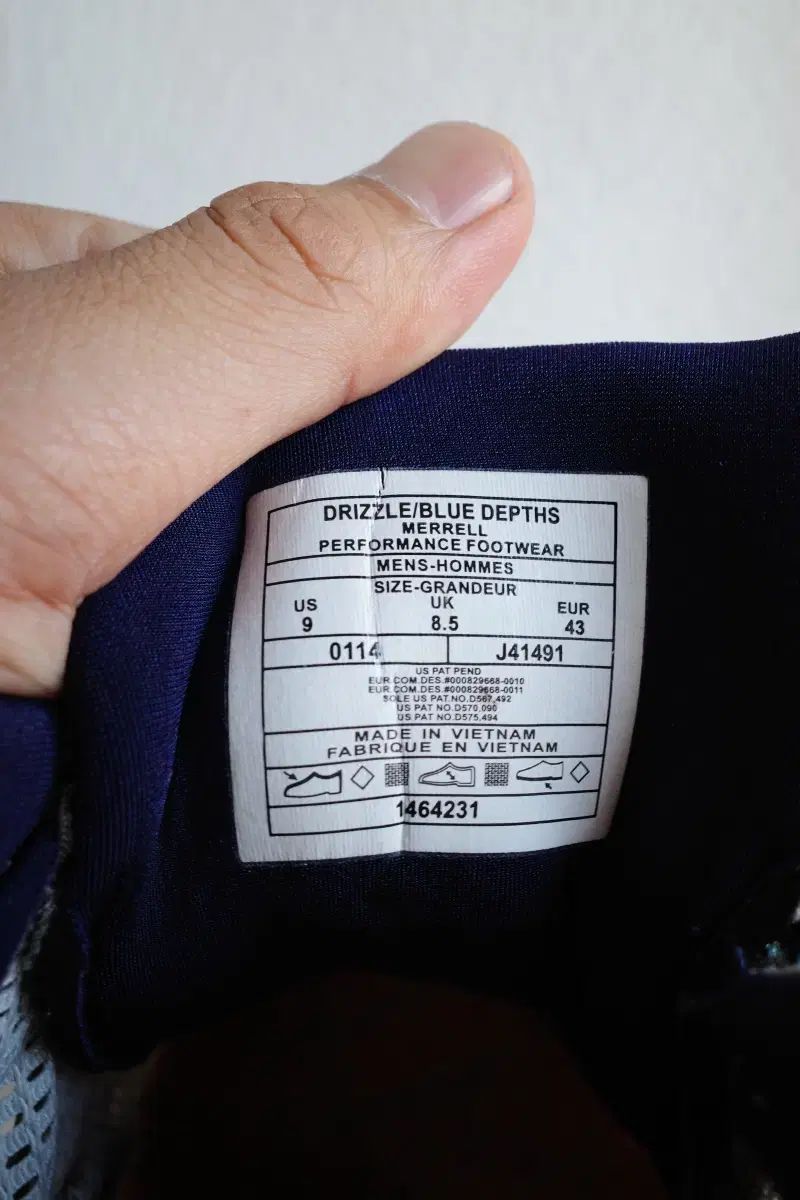 DRIZZLE/BLUE DEPTHS
MERRELL
PERFORMANCE FOOTWEAR
MENS-HOMMES
SIZE-GRANDEUR
US UK EUR
9 8.5 43
0114 J41491
US PAT PEND
EUR.COM.DES.#000829668-0010
EUR.COM.DES.#000829668-0011
SOLE US PAT NO.D567,492
US PAT NO.D570,090
US PAT NO.D575,494
MADE IN VIETNAM
FABRIQUE EN VIETNAM
1464231